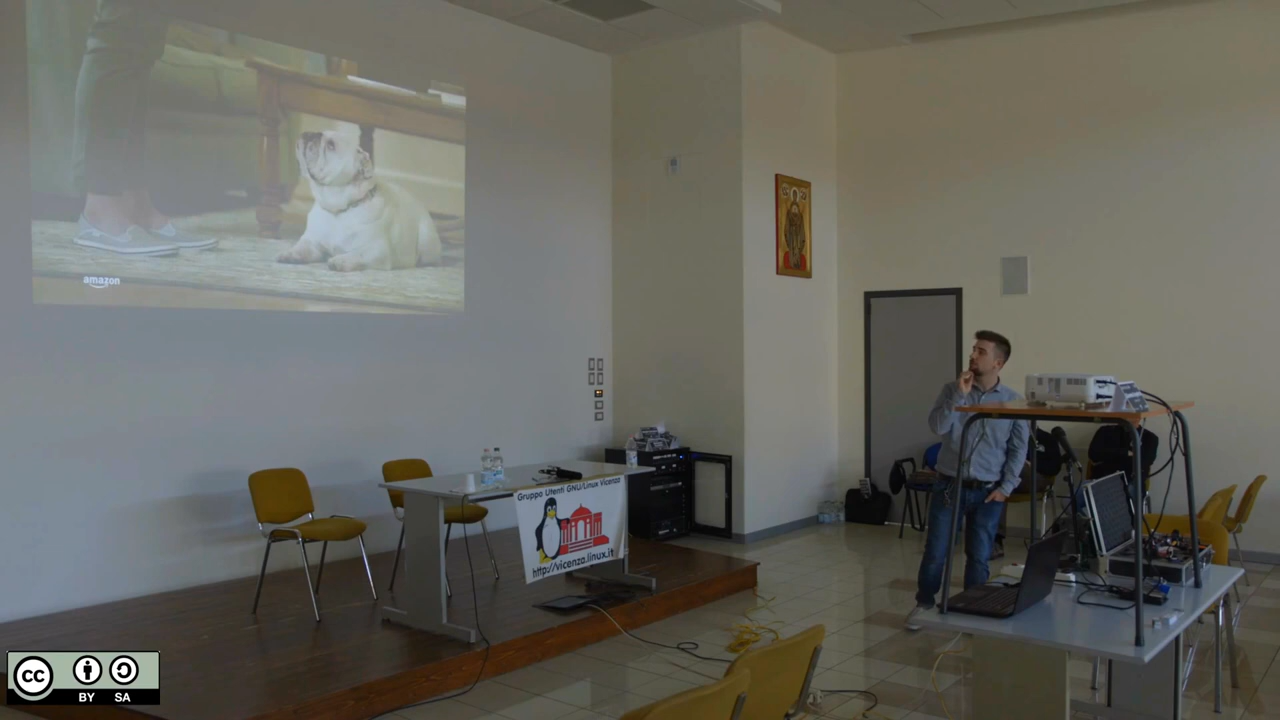 amazon
Gruppo Utenti GNU/Linux Vicenza
http://vicenza.linux.it
CC
BY SA